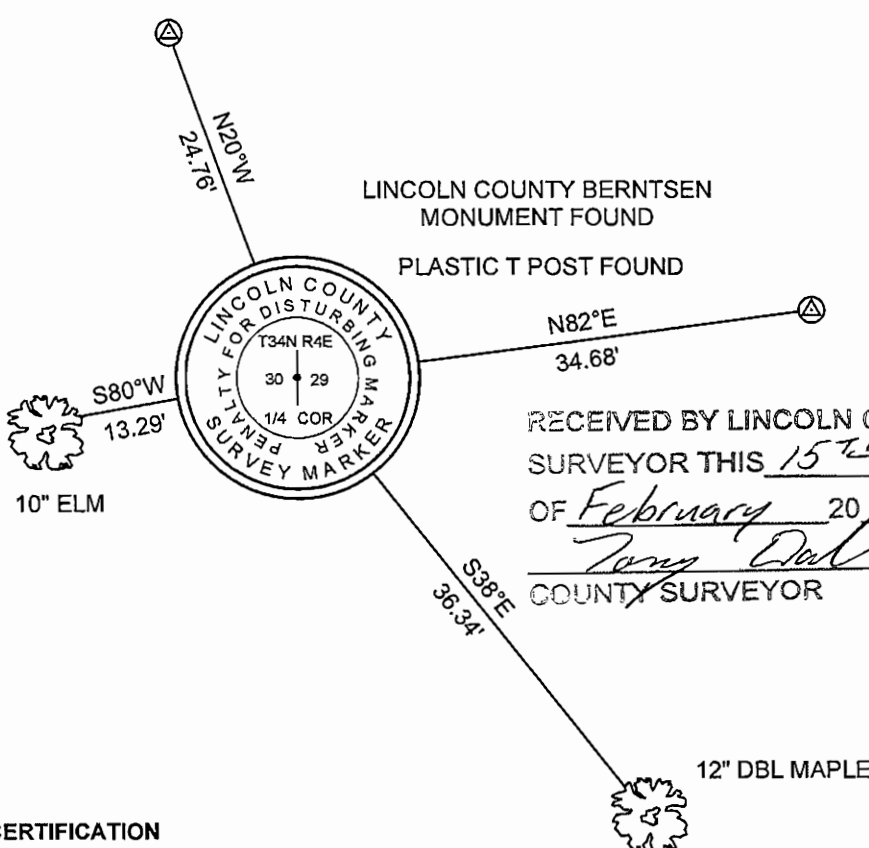 N20°W
24.76'
LINCOLN COUNTY BERNTSEN
MONUMENT FOUND
PLASTIC T POST FOUND
LINCOLN COUNTY
PENALTY FOR DISTURBING MARKER
T34N R4E
30 29
1/4 COR
SURVEY MARKER
N82°E
34.68'
S80°W
13.29'
10" ELM
RECEIVED BY LINCOLN
SURVEYOR THIS 15th
OF February 20
Tony
COUNTY SURVEYOR
S38°E
36.34'
12" DBL MAPLE
CERTIFICATION